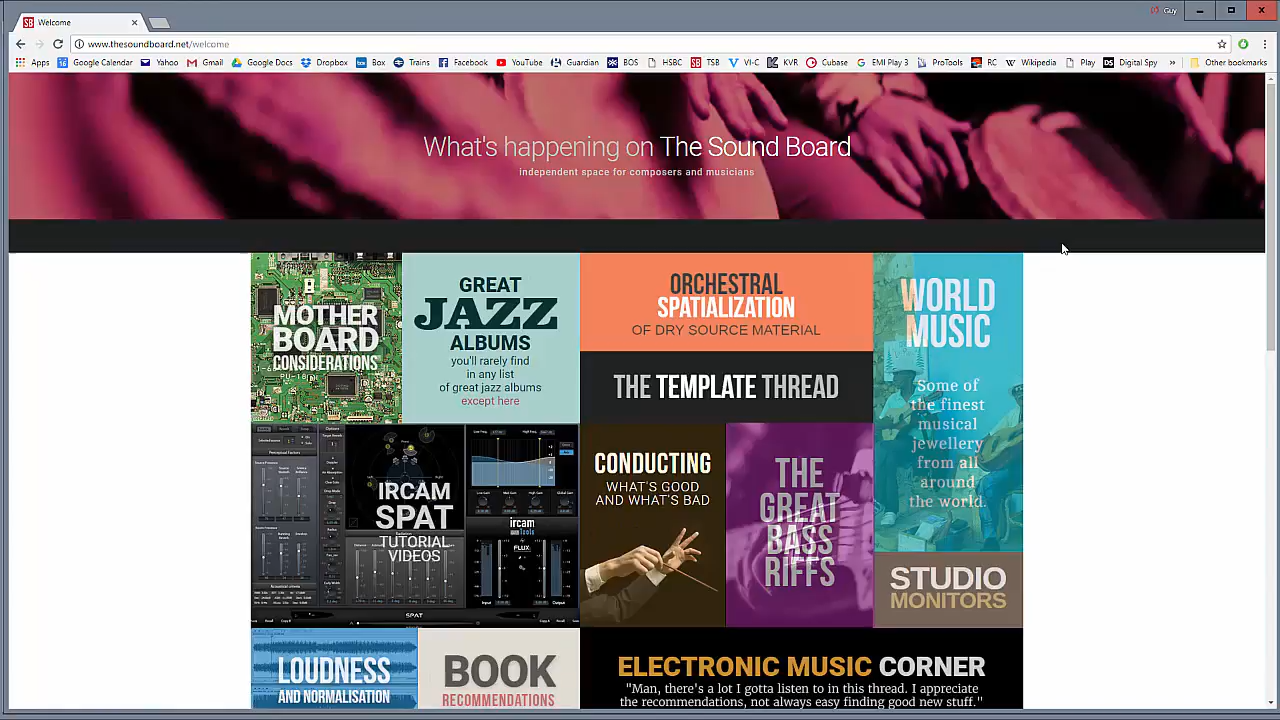 Welcome
Guy
www.thesoundboard.net/welcome
Apps Google Calendar Yahoo Gmail Google Docs Dropbox Box Trains Facebook YouTube Guardian BOS HSBC TSB VI-C KVR Cubase EMI Play 3 ProTools RC Wikipedia Play Digital Spy » Other bookmarks
What's happening on The Sound Board
independent space for composers and musicians
MOTHER
BOARD
CONSIDERATIONS
GREAT
JAZZ
ALBUMS
you'll rarely find
in any list
of great jazz albums
except here
ORCHESTRAL
SPATIALIZATION
OF DRY SOURCE MATERIAL
THE TEMPLATE THREAD
WORLD
MUSIC
Some of
the finest
musical
jewellery
from all
around
the world.
IRCAM
SPAT
TUTORIAL
VIDEOS
ircam
FLUX
Input
Output
SPAT
CONDUCTING
WHAT'S GOOD
AND WHAT'S BAD
THE
GREAT
BASS
RIFFS
STUDIO
MONITORS
LOUDNESS
AND NORMALISATION
BOOK
RECOMMENDATIONS
ELECTRONIC MUSIC CORNER
"Man, there's a lot I gotta listen to in this thread. I appreciate
the recommendations, not always easy finding good new stuff."